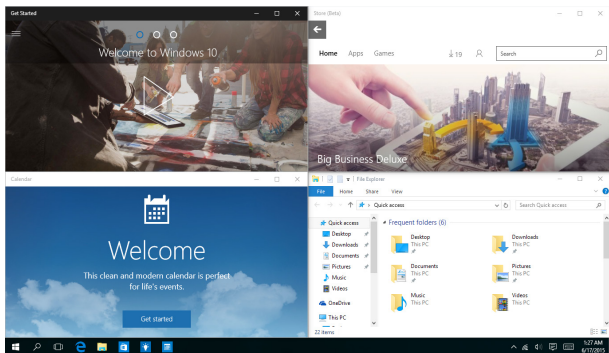 Get Started
Welcome to Windows 10
Store (Beta)
Home Apps Games 19 Search
Big Business Deluxe
Calendar
Welcome
This clean and modern calendar is perfect
for life's events.
Get started
File Explorer
File Home Share View
Quick access Search Quick access
Quick access
Desktop
Downloads
Documents
Pictures
Music
Videos
OneDrive
This PC
Frequent folders (6)
Desktop
This PC
Downloads
This PC
Documents
This PC
Pictures
This PC
Music
This PC
Videos
This PC
22 items
1:27 AM
6/17/2015